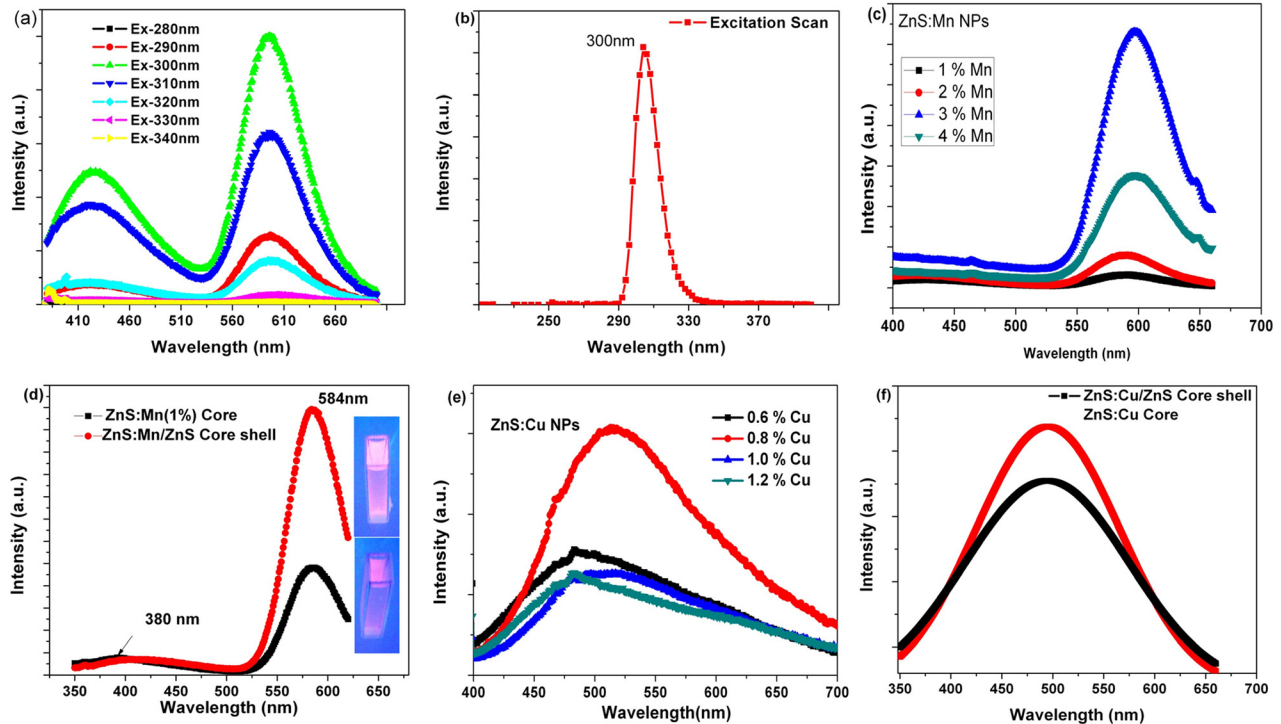 (a)
Ex-280nm
Ex-290nm
Ex-300nm
Ex-310nm
Ex-320nm
Ex-330nm
Ex-340nm
Intensity (a.u.)
410 460 510 560 610 660
Wavelength (nm)
(b)
Excitation Scan
300nm
Intensity (a.u.)
250 290 330 370
Wavelength (nm)
(c)
ZnS:Mn NPs
1 % Mn
2 % Mn
3 % Mn
4 % Mn
Intensity (a.u.)
400 450 500 550 600 650 700
Wavelength (nm)
(d)
584nm
ZnS:Mn(1%) Core
ZnS:Mn/ZnS Core shell
380 nm
Intensity (a.u.)
350 400 450 500 550 600 650
Wavelength (nm)
(e)
ZnS:Cu NPs
0.6 % Cu
0.8 % Cu
1.0 % Cu
1.2 % Cu
Intensity (a.u.)
400 450 500 550 600 650 700
Wavelength(nm)
(f)
ZnS:Cu/ZnS Core shell
ZnS:Cu Core
Intensity (a.u.)
350 400 450 500 550 600 650 700
Wavelength (nm)